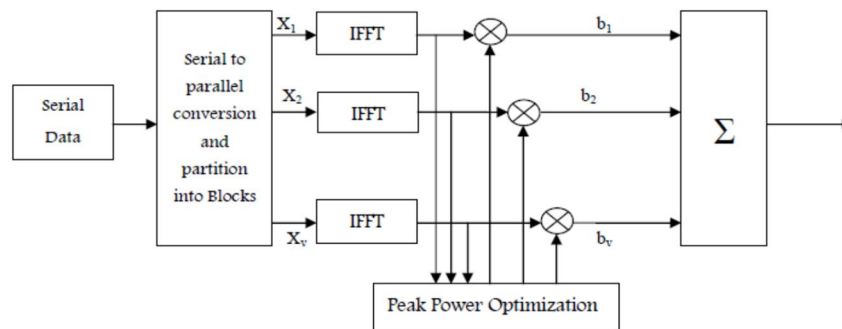 Serial
Data
Serial to
parallel
conversion
and
partition
into Blocks
X1
IFFT
b1
X2
IFFT
b2
Xv
IFFT
bv
Σ
Peak Power Optimization